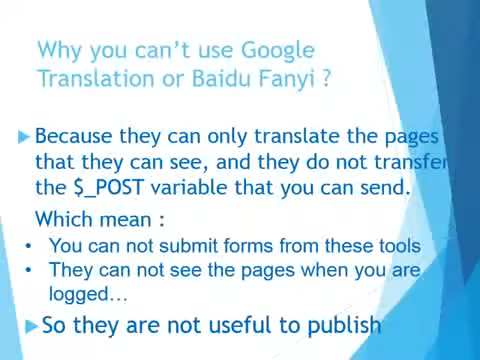 Why you can't use Google
Translation or Baidu Fanyi ?
Because they can only translate the pages
that they can see, and they do not transfer
the $_POST variable that you can send.
Which mean :
• You can not submit forms from these tools
• They can not see the pages when you are
logged…
So they are not useful to publish